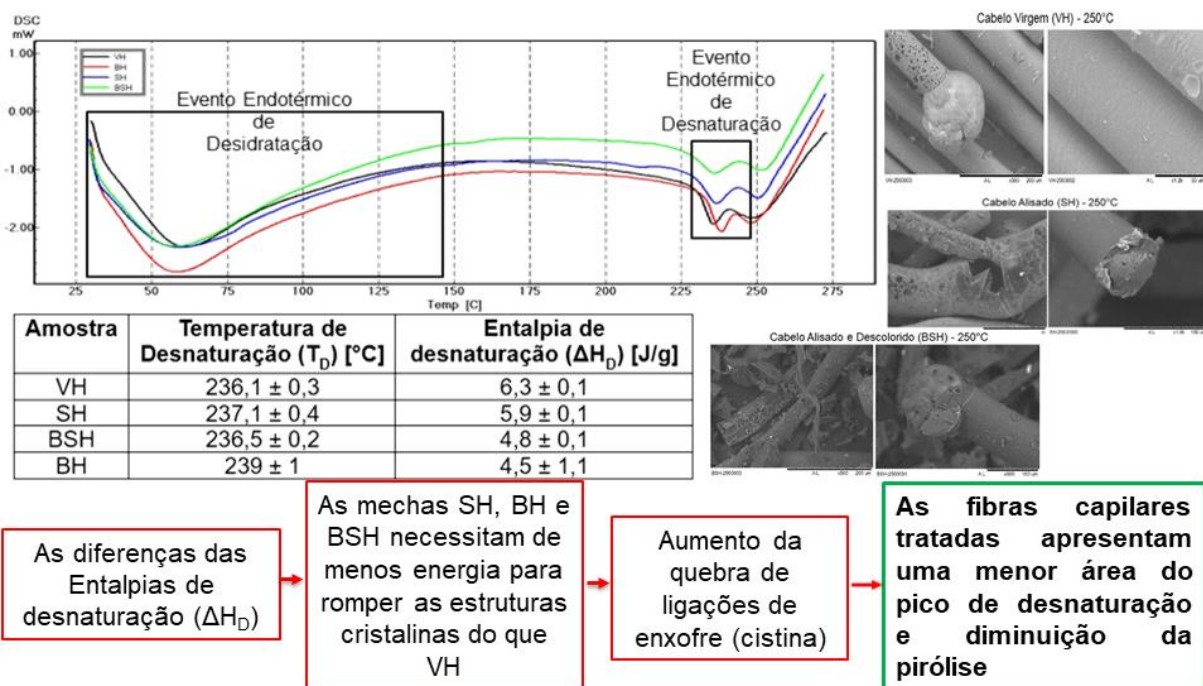 DSC
mW
1.00
0.00
-1.00
-2.00
VH
BH
SH
BSH
Evento Endotérmico
de
Desidratação
Evento
Endotérmico
de
Desnaturação
25 50 75 100 125 150 175 200 225 250 275
Temp [C]
Cabelo Virgem (VH) - 250°C
Cabelo Alisado (SH) - 250°C
Cabelo Alisado e Descolorido (BSH) - 250°C
Amostra Temperatura de Desnaturação (TD) [°C] Entalpia de desnaturação (ΔHD) [J/g]
VH 236,1 ± 0,3 6,3 ± 0,1
SH 237,1 ± 0,4 5,9 ± 0,1
BSH 236,5 ± 0,2 4,8 ± 0,1
BH 239 ± 1 4,5 ± 1,1
As diferenças das
Entalpias de
desnaturação (ΔHD)
As mechas SH, BH e
BSH necessitam de
menos energia para
romper as estruturas
cristalinas do que
VH
Aumento da
quebra de
ligações de
enxofre (cistina)
As fibras capilares
tratadas apresentam
uma menor área do
pico de desnaturação
e diminuição da
pirólise